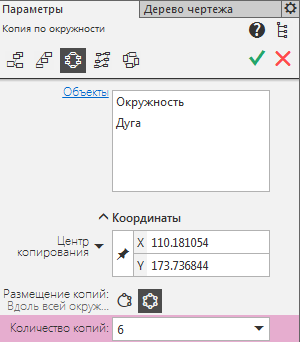 Параметры Дерево чертежа
Копия по окружности ?
Объекты
Окружность
Дуга
Координаты
Центр копирования
X 110.181054
Y 173.736844
Размещение копий:
Вдоль всей окруж...
Количество копий: 6